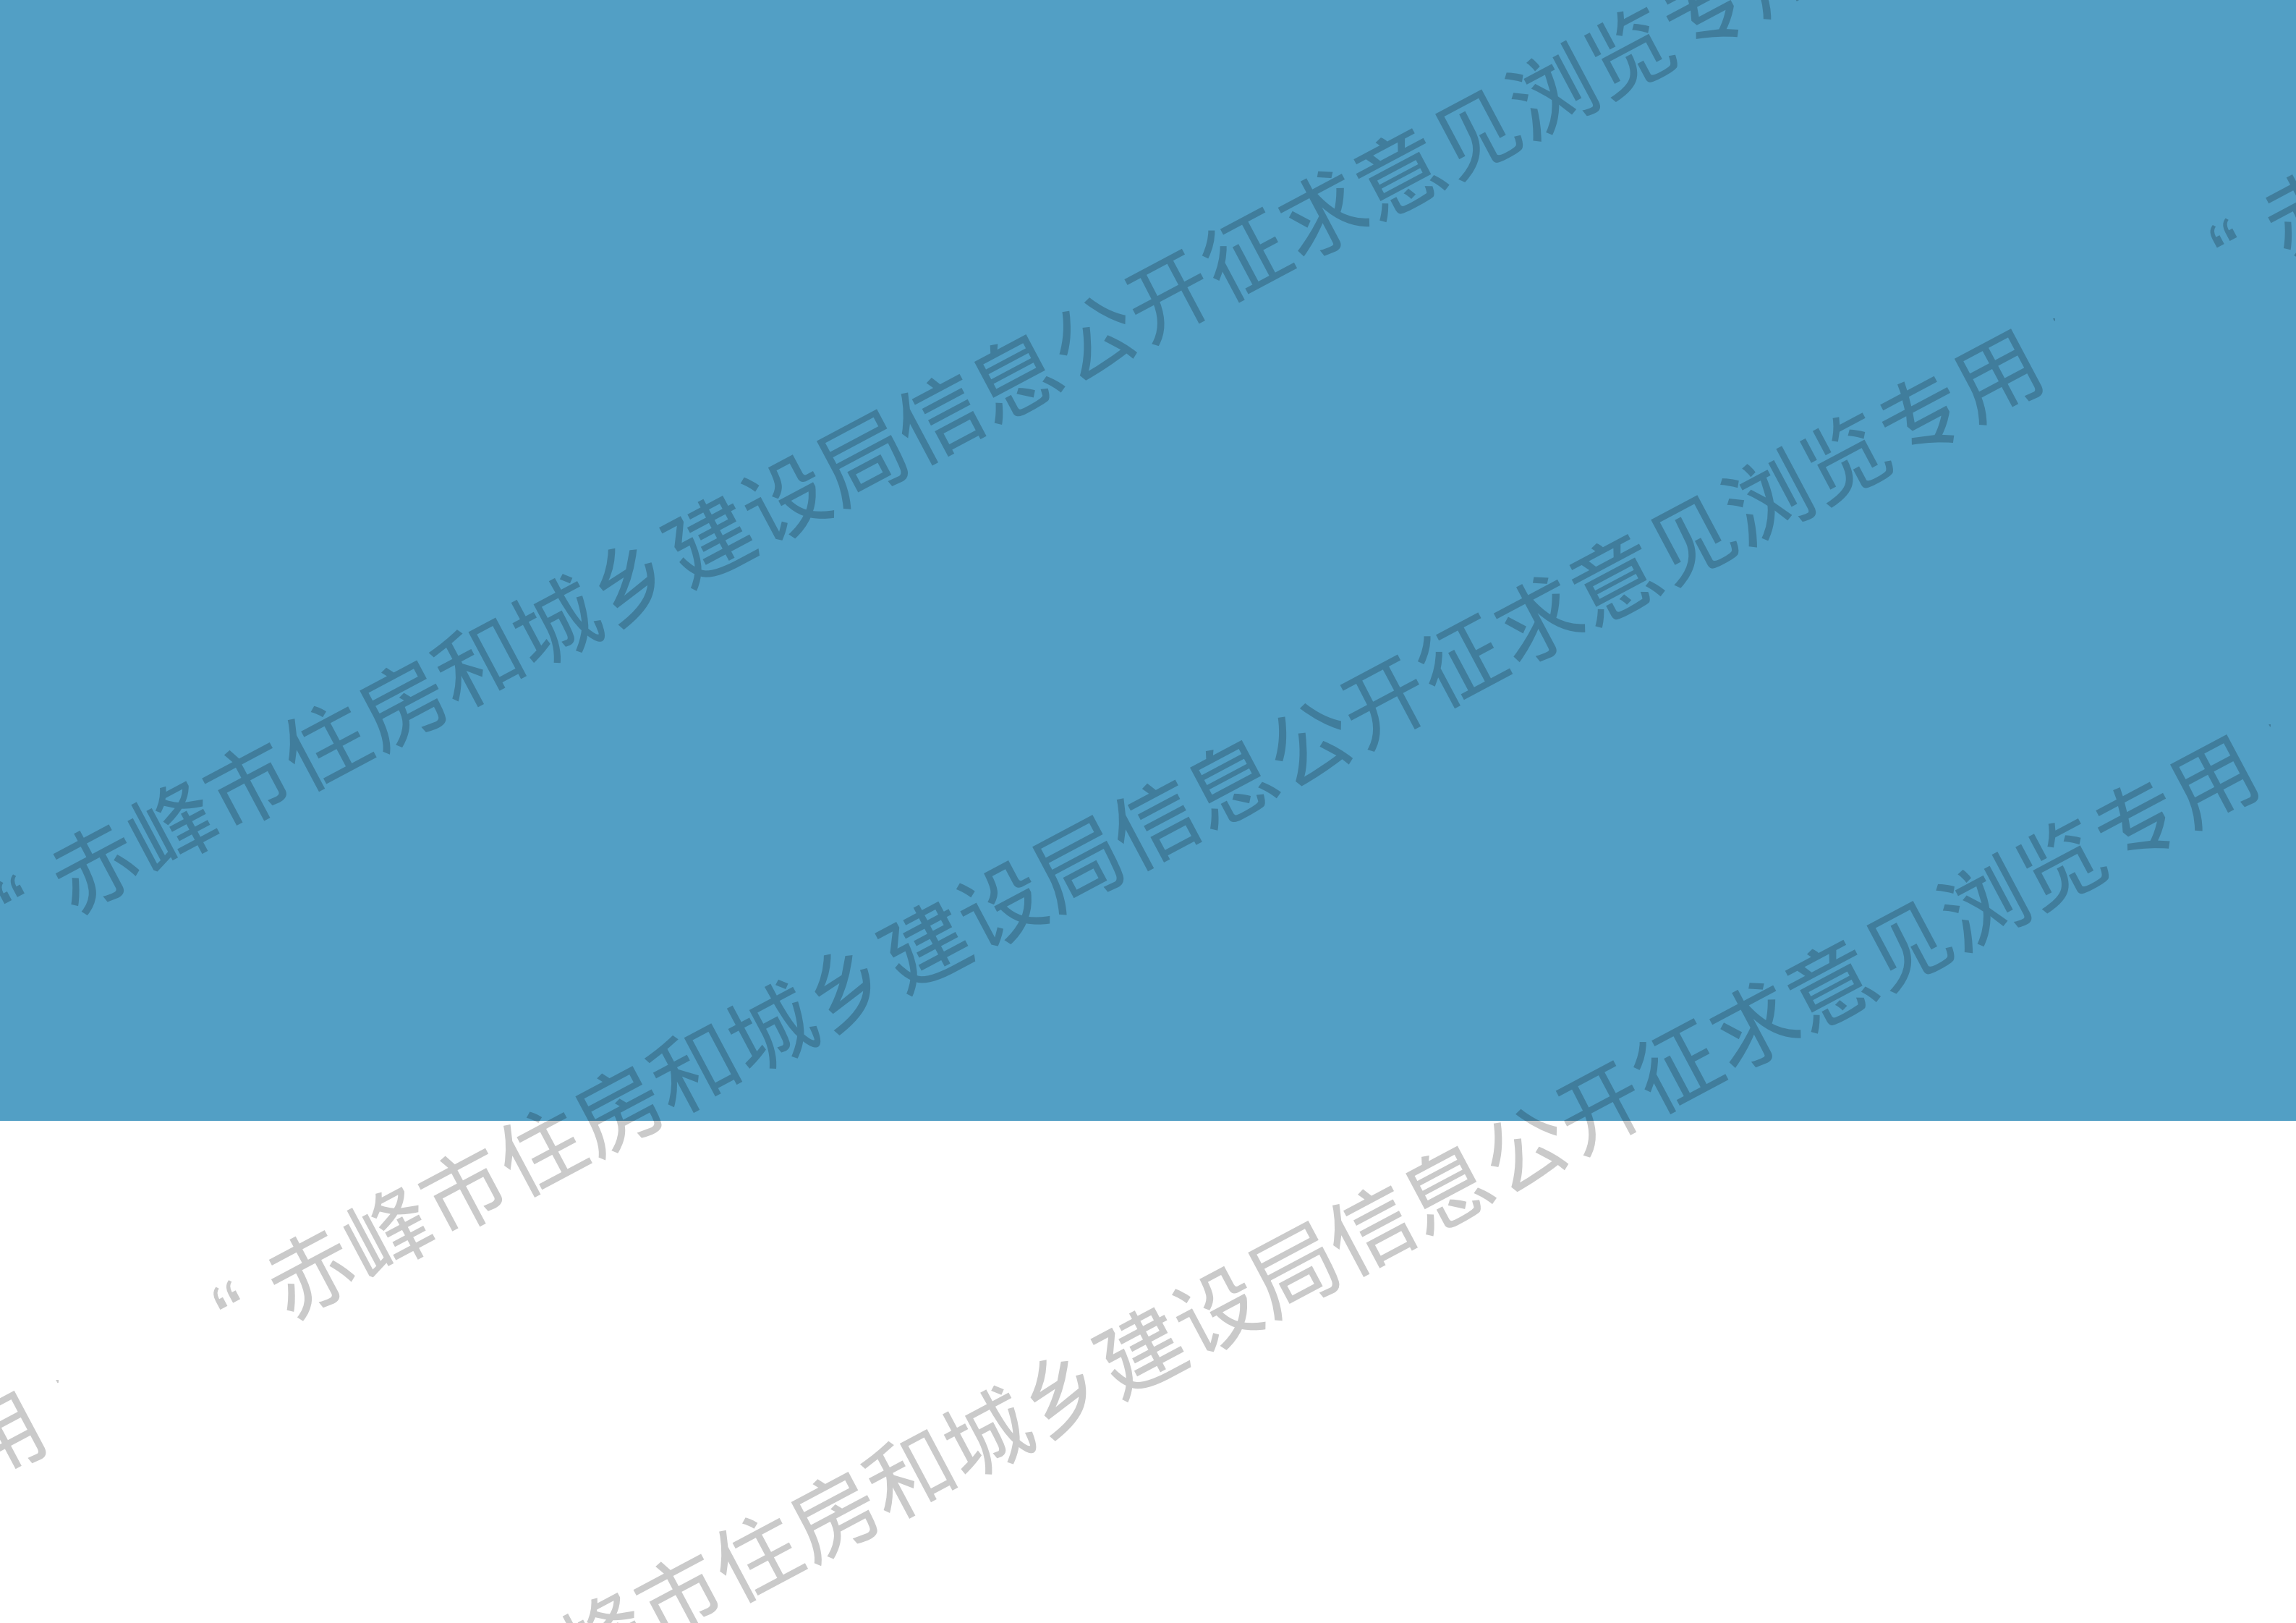 “ 赤峰市住房和城乡建设局信息公开征求意见浏览专
“ 赤峰市住房和城乡建设局信息公开征求意见浏览专用
市住房和城乡建设局信息公开征求意见浏览专用
用
“